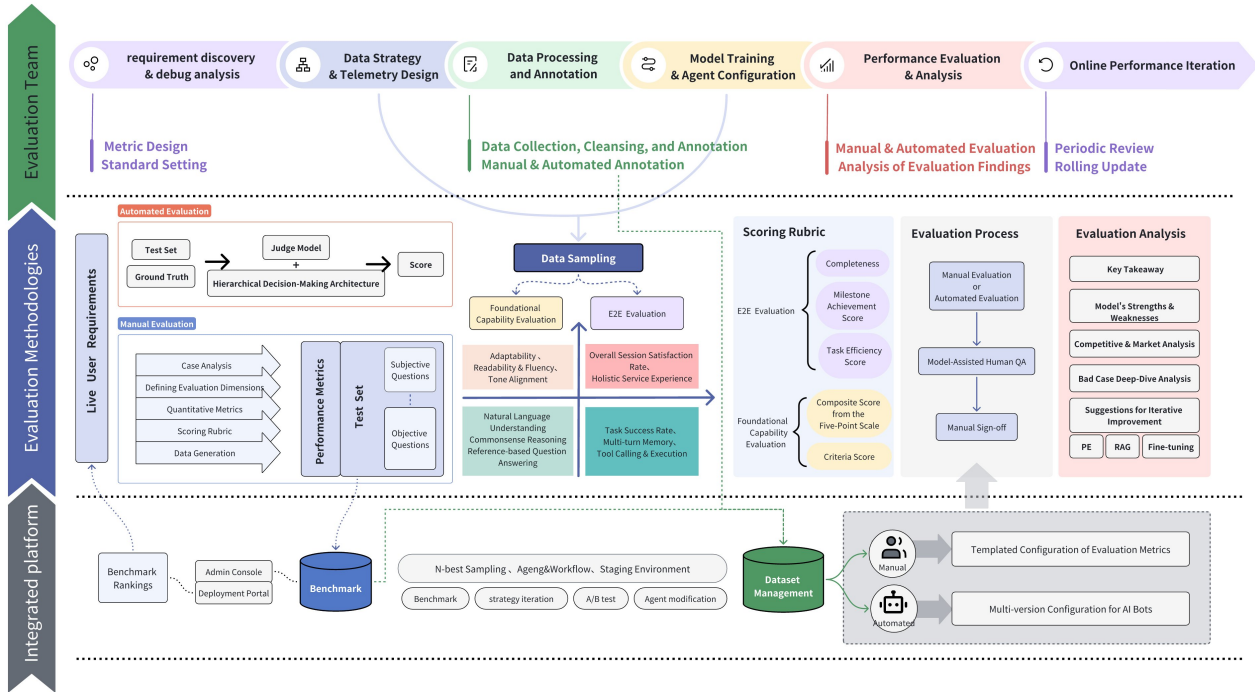 Evaluation Team
requirement discovery
& debug analysis
Data Strategy
& Telemetry Design
Data Processing
and Annotation
Model Training
& Agent Configuration
Performance Evaluation
& Analysis
Online Performance Iteration
Metric Design
Standard Setting
Data Collection, Cleansing, and Annotation
Manual & Automated Annotation
Manual & Automated Evaluation
Analysis of Evaluation Findings
Periodic Review
Rolling Update
Evaluation Methodologies
Live User Requirements
Automated Evaluation
Test Set
Ground Truth
Judge Model
+
Hierarchical Decision-Making Architecture
Score
Manual Evaluation
Case Analysis
Defining Evaluation Dimensions
Quantitative Metrics
Scoring Rubric
Data Generation
Performance Metrics
Test Set
Subjective
Questions
Objective
Questions
Data Sampling
Foundational
Capability Evaluation
E2E Evaluation
Adaptability 、
Readability & Fluency、
Tone Alignment
Overall Session Satisfaction
Rate、
Holistic Service Experience
Natural Language
Understanding
Commonsense Reasoning
Reference-based Question
Answering
Task Success Rate、
Multi-turn Memory、
Tool Calling & Execution
Scoring Rubric
E2E Evaluation
Completeness
Milestone
Achievement
Score
Task Efficiency
Score
Foundational
Capability
Evaluation
Composite Score
from the
Five-Point Scale
Criteria Score
Evaluation Process
Manual Evaluation
or
Automated Evaluation
Model-Assisted Human QA
Manual Sign-off
Evaluation Analysis
Key Takeaway
Model's Strengths &
Weaknesses
Competitive & Market Analysis
Bad Case Deep-Dive Analysis
Suggestions for Iterative
Improvement
PE
RAG
Fine-tuning
Integrated platform
Benchmark
Rankings
Admin Console
Deployment Portal
Benchmark
N-best Sampling 、Ageng&Workflow、Staging Environment
Benchmark
strategy iteration
A/B test
Agent modification
Dataset
Management
Manual
Templated Configuration of Evaluation Metrics
Automated
Multi-version Configuration for AI Bots